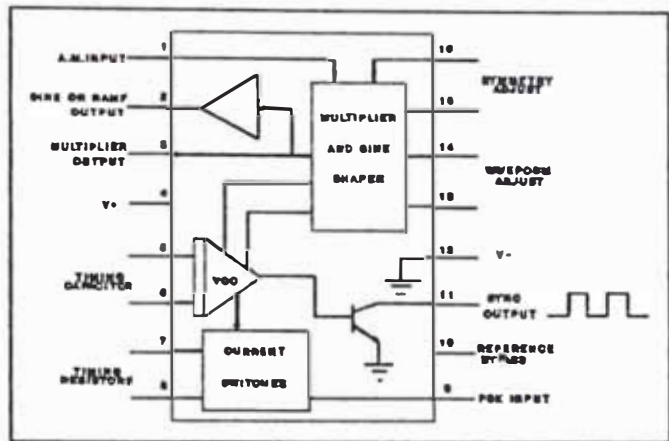 1
A.M. INPUT
2
SINE OR RAMP
OUTPUT
3
MULTIPLIER
OUTPUT
4
V+
5
TIMING
CAPACITOR
6
7
TIMING
RESISTORS
8
MULTIPLIER
AND SINE
SHAPER
VCO
CURRENT
SWITCHES
16
SYMMETRY
ADJUST
15
14
WAVEFORM
ADJUST
13
12
V-
11
SYNC
OUTPUT
10
REFERENCE
9
FSK INPUT